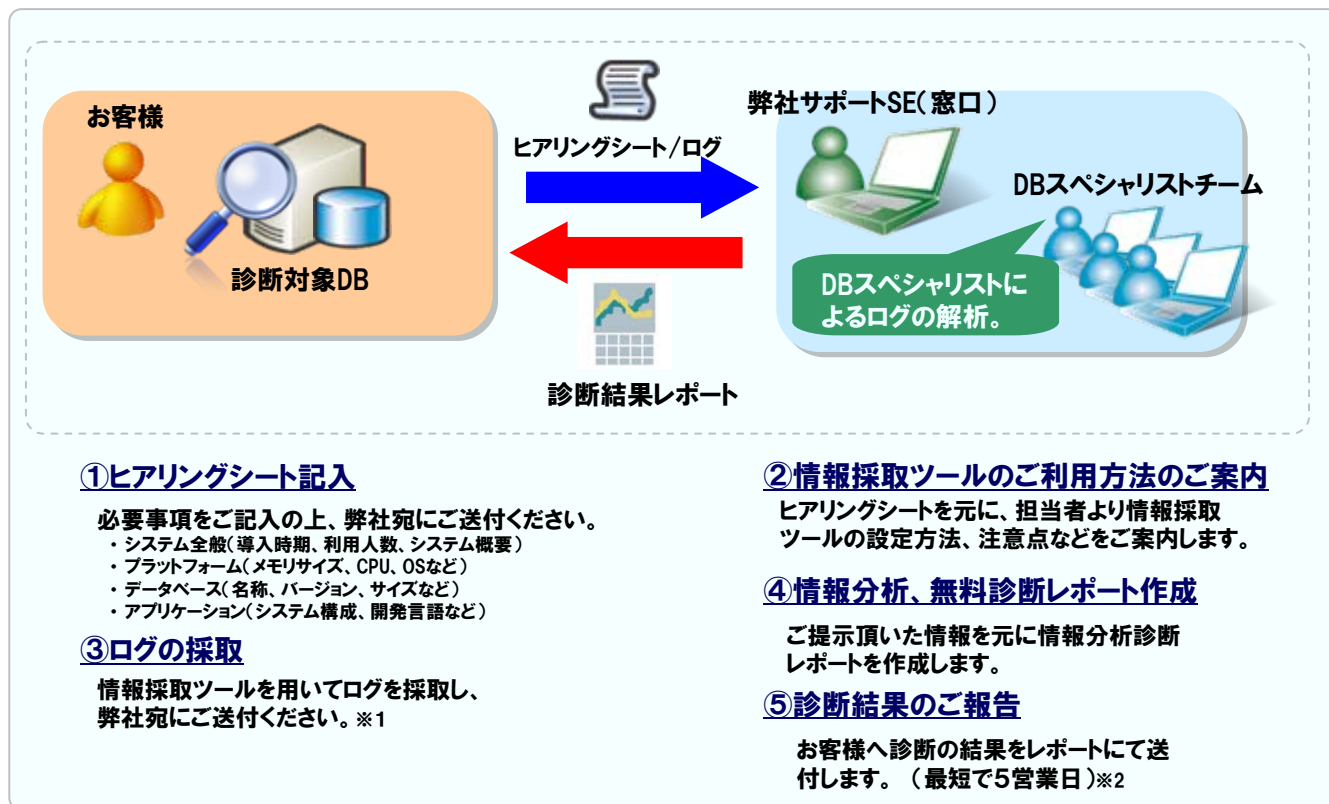 お客様
診断対象DB
ヒアリングシート/ログ
診断結果レポート
弊社サポートSE(窓口)
DBスペシャリストチーム
DBスペシャリストに
よるログの解析。
①ヒアリングシート記入
必要事項をご記入の上、弊社宛にご送付ください。
・システム全般(導入時期、利用人数、システム概要)
・プラットフォーム(メモリサイズ、CPU、OSなど)
・データベース(名称、バージョン、サイズなど)
・アプリケーション(システム構成、開発言語など)
②情報採取ツールのご利用方法のご案内
ヒアリングシートを元に、担当者より情報採取
ツールの設定方法、注意点などをご案内します。
③ログの採取
情報採取ツールを用いてログを採取し、
弊社宛にご送付ください。※1
④情報分析、無料診断レポート作成
ご提示頂いた情報を元に情報分析診断
レポートを作成します。
⑤診断結果のご報告
お客様へ診断の結果をレポートにて送
付します。(最短で5営業日)※2